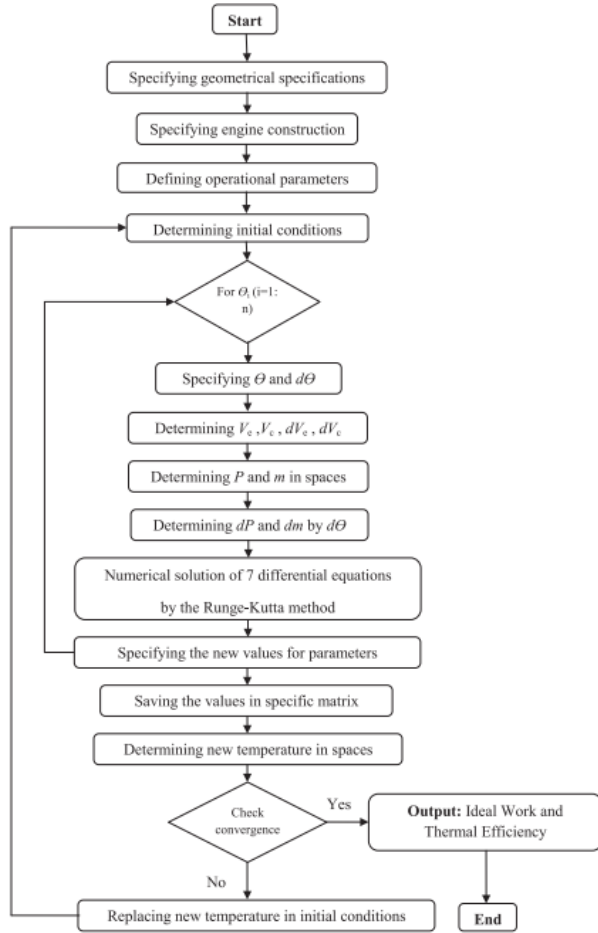 Start
Specifying geometrical specifications
Specifying engine construction
Defining operational parameters
Determining initial conditions
For Θᵢ (i=1:
n)
Specifying Θ and dΘ
Determining Vₑ ,V꜀ , dVₑ , dV꜀
Determining P and m in spaces
Determining dP and dm by dΘ
Numerical solution of 7 differential equations
by the Runge-Kutta method
Specifying the new values for parameters
Saving the values in specific matrix
Determining new temperature in spaces
Check
convergence
Yes
Output: Ideal Work and
Thermal Efficiency
No
Replacing new temperature in initial conditions
End